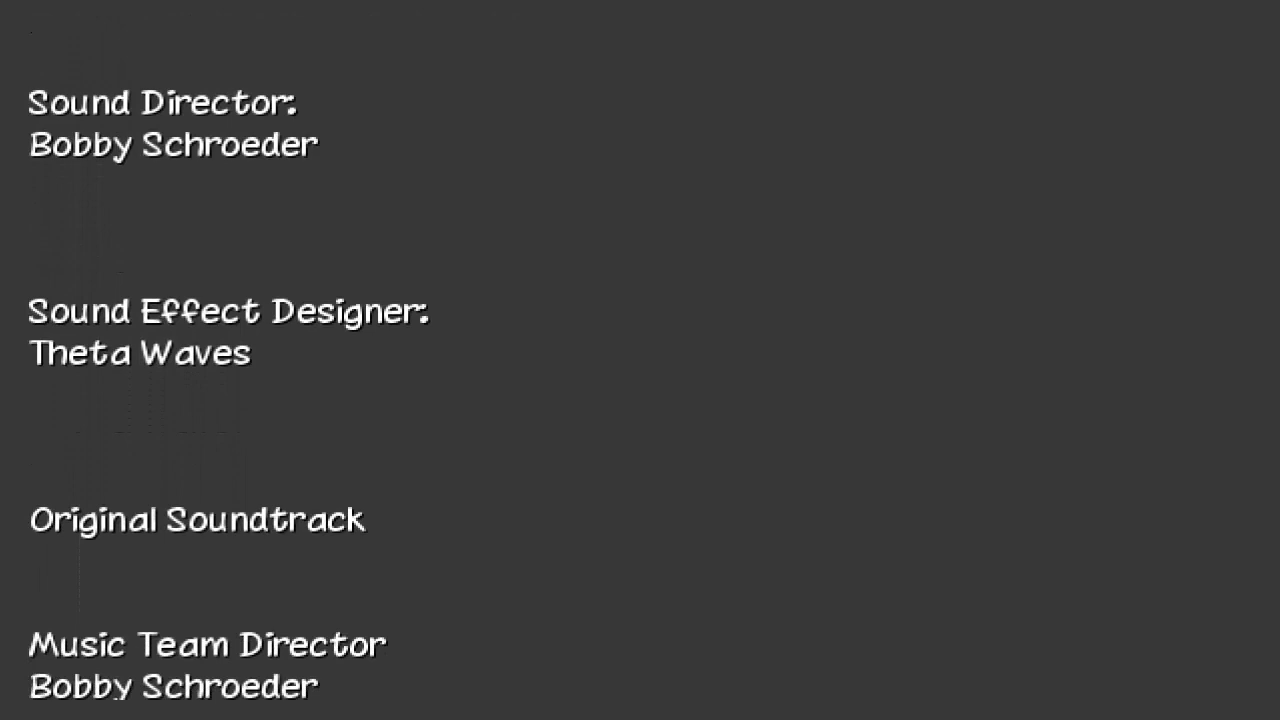 Sound Director:
Bobby Schroeder
Sound Effect Designer:
Theta Waves
Original Soundtrack
Music Team Director
Bobby Schroeder